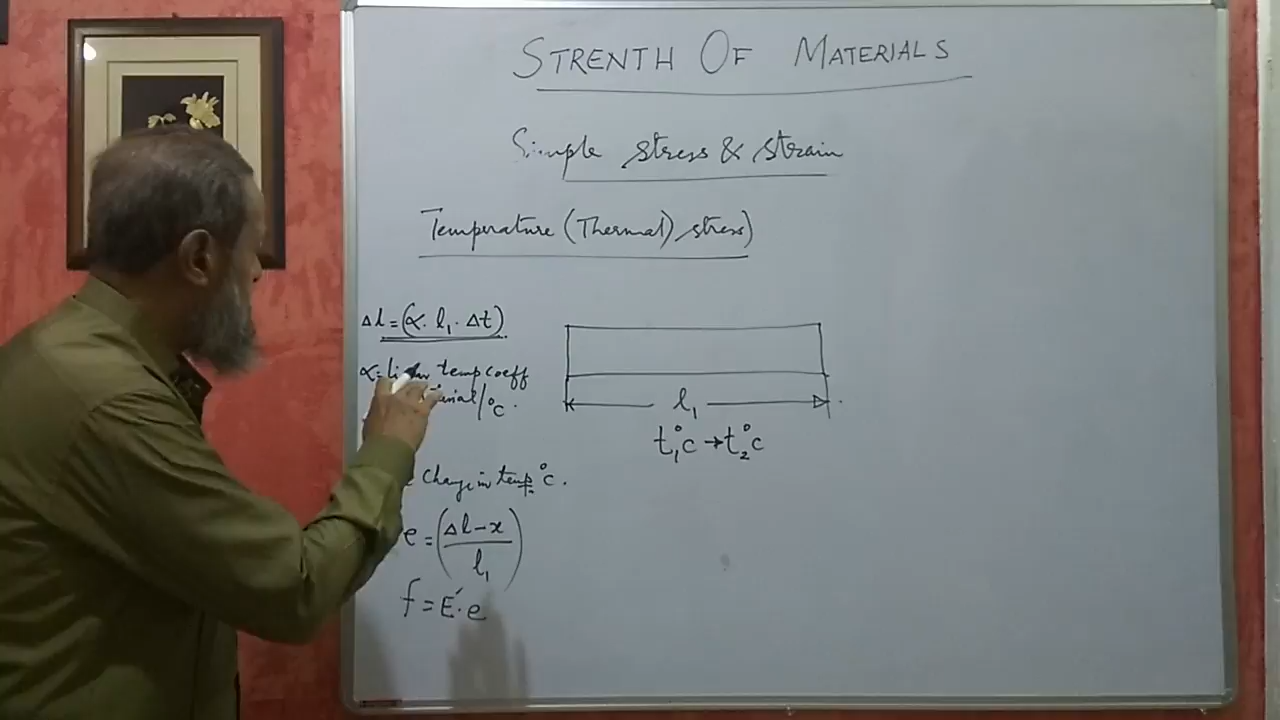 STRENTH OF MATERIALS
Simple stress & strain
Temperature (Thermal) stress)
Δl = (α. l₁. Δt)
α = temp coeff
/°C.
change in temp °C.
e = (Δl - x / l₁)
f = E. e
l₁
t₁°c → t₂°c